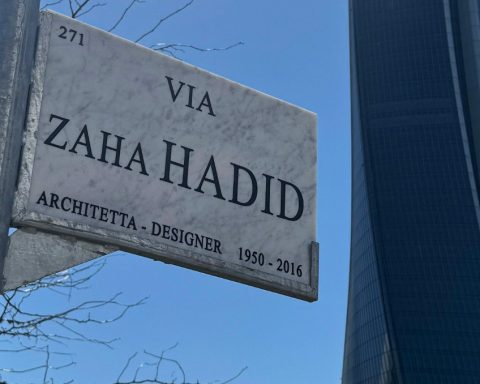 271
VIA
ZAHA HADID
ARCHITETTA - DESIGNER 1950 - 2016